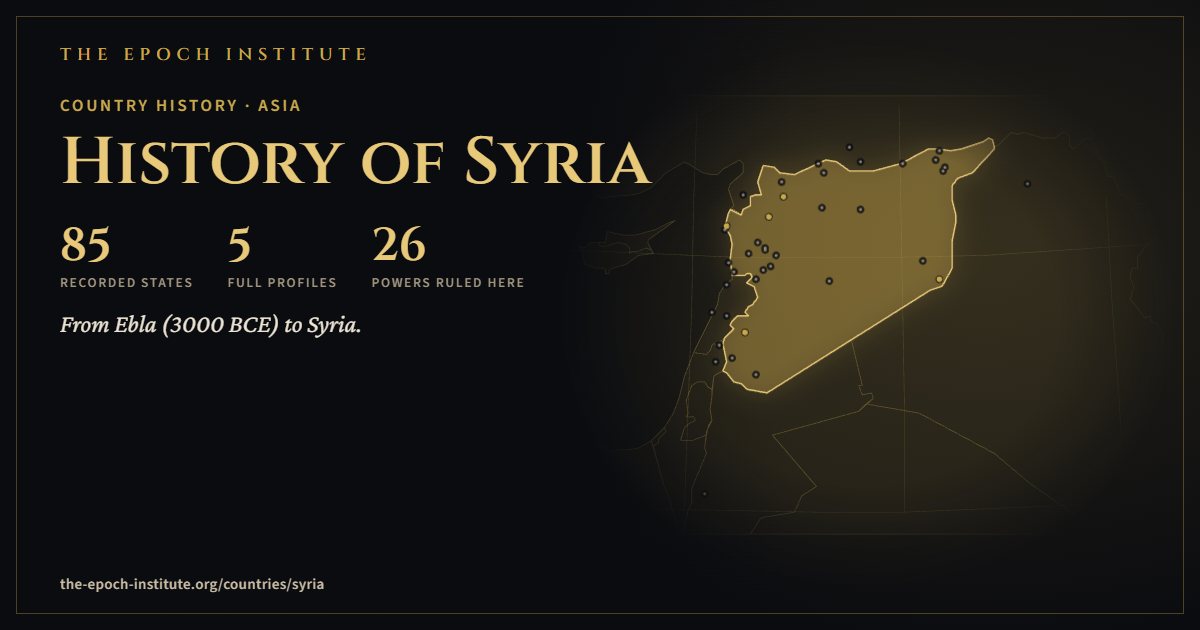 THE EPOCH INSTITUTE
COUNTRY HISTORY · ASIA
HISTORY OF SYRIA
85 5 26
RECORDED STATES FULL PROFILES POWERS RULED HERE
From Ebla (3000 BCE) to Syria.
the-epoch-institute.org/countries/syria